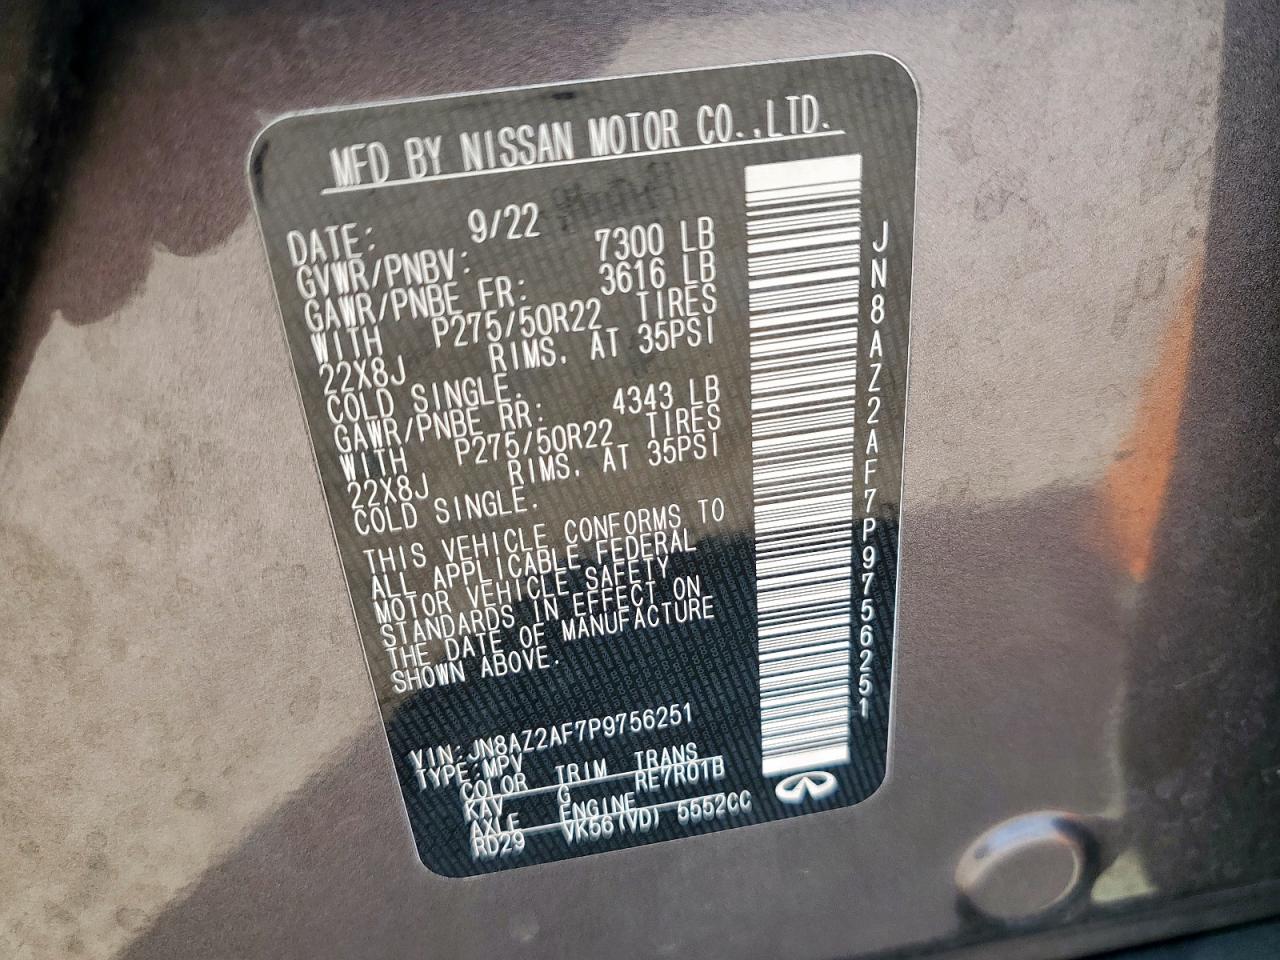 MFD BY NISSAN MOTOR CO.,LTD.
DATE: 9/22
GVWR/PNBV: 7300 LB
GAWR/PNBE FR: 3616 LB
WITH P275/50R22 TIRES
22X8J RIMS, AT 35PSI
COLD SINGLE.
GAWR/PNBE RR: 4343 LB
WITH P275/50R22 TIRES
22X8J RIMS, AT 35PSI
COLD SINGLE.
THIS VEHICLE CONFORMS TO
ALL APPLICABLE FEDERAL
MOTOR VEHICLE SAFETY
STANDARDS IN EFFECT ON
THE DATE OF MANUFACTURE
SHOWN ABOVE.
VIN:JN8AZ2AF7P9756251
TYPE:MPV
COLOR TRIM TRANS
KAV G RE7R01B
AXLE ENGINE
RD29 VK56(VD) 5552CC
JN8AZ2AF7P9756251